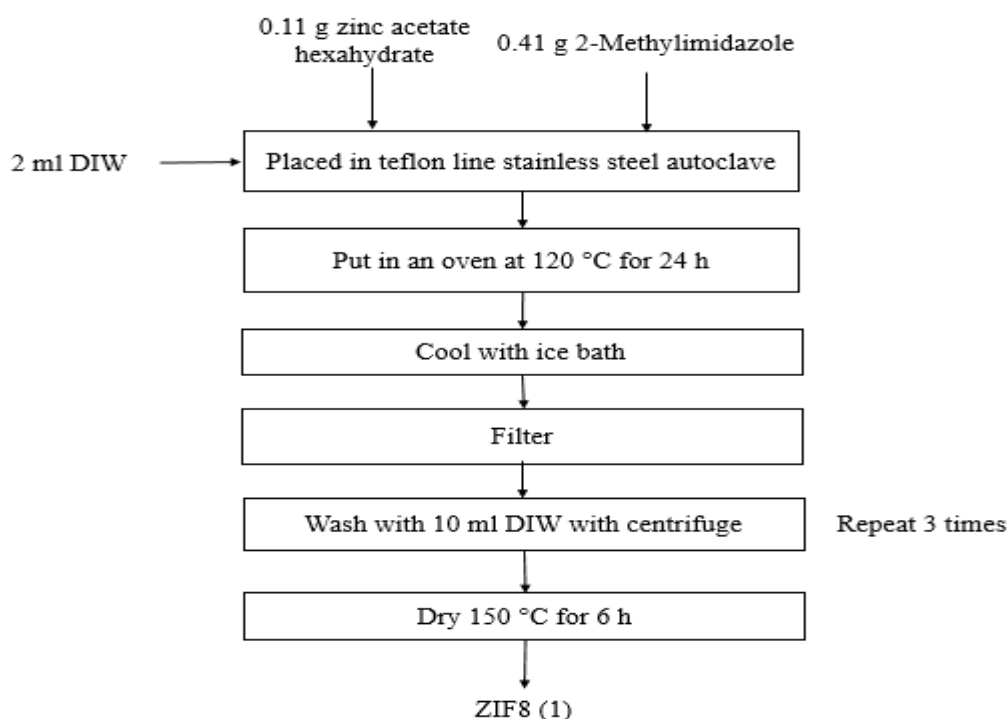 0.11 g zinc acetate
hexahydrate
0.41 g 2-Methylimidazole
2 ml DIW
Placed in teflon line stainless steel autoclave
Put in an oven at 120 °C for 24 h
Cool with ice bath
Filter
Wash with 10 ml DIW with centrifuge
Repeat 3 times
Dry 150 °C for 6 h
ZIF8 (1)